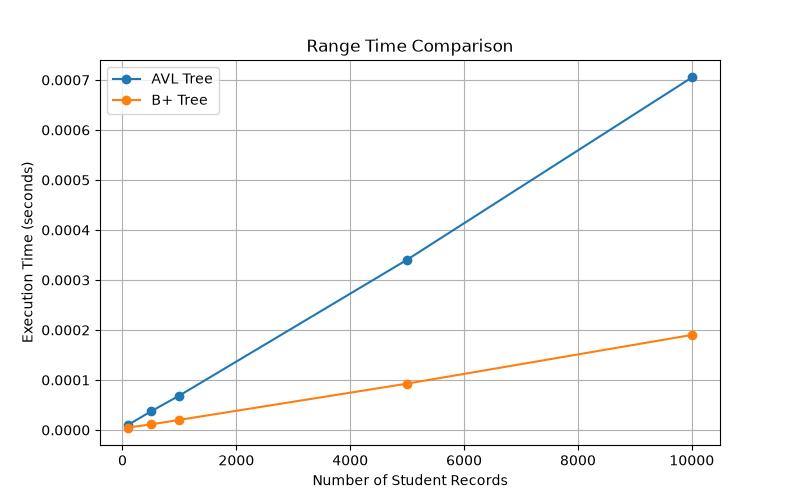 Range Time Comparison
AVL Tree
B+ Tree
Execution Time (seconds)
0.0007
0.0006
0.0005
0.0004
0.0003
0.0002
0.0001
0.0000
0 2000 4000 6000 8000 10000
Number of Student Records